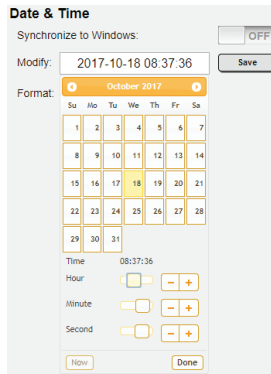 Date & Time
Synchronize to Windows: OFF
Modify: 2017-10-18 08:37:36 Save
Format:
October 2017
Su Mo Tu We Th Fr Sa
1 2 3 4 5 6 7
8 9 10 11 12 13 14
15 16 17 18 19 20 21
22 23 24 25 26 27 28
29 30 31
Time 08:37:36
Hour - +
Minute - +
Second - +
Now Done